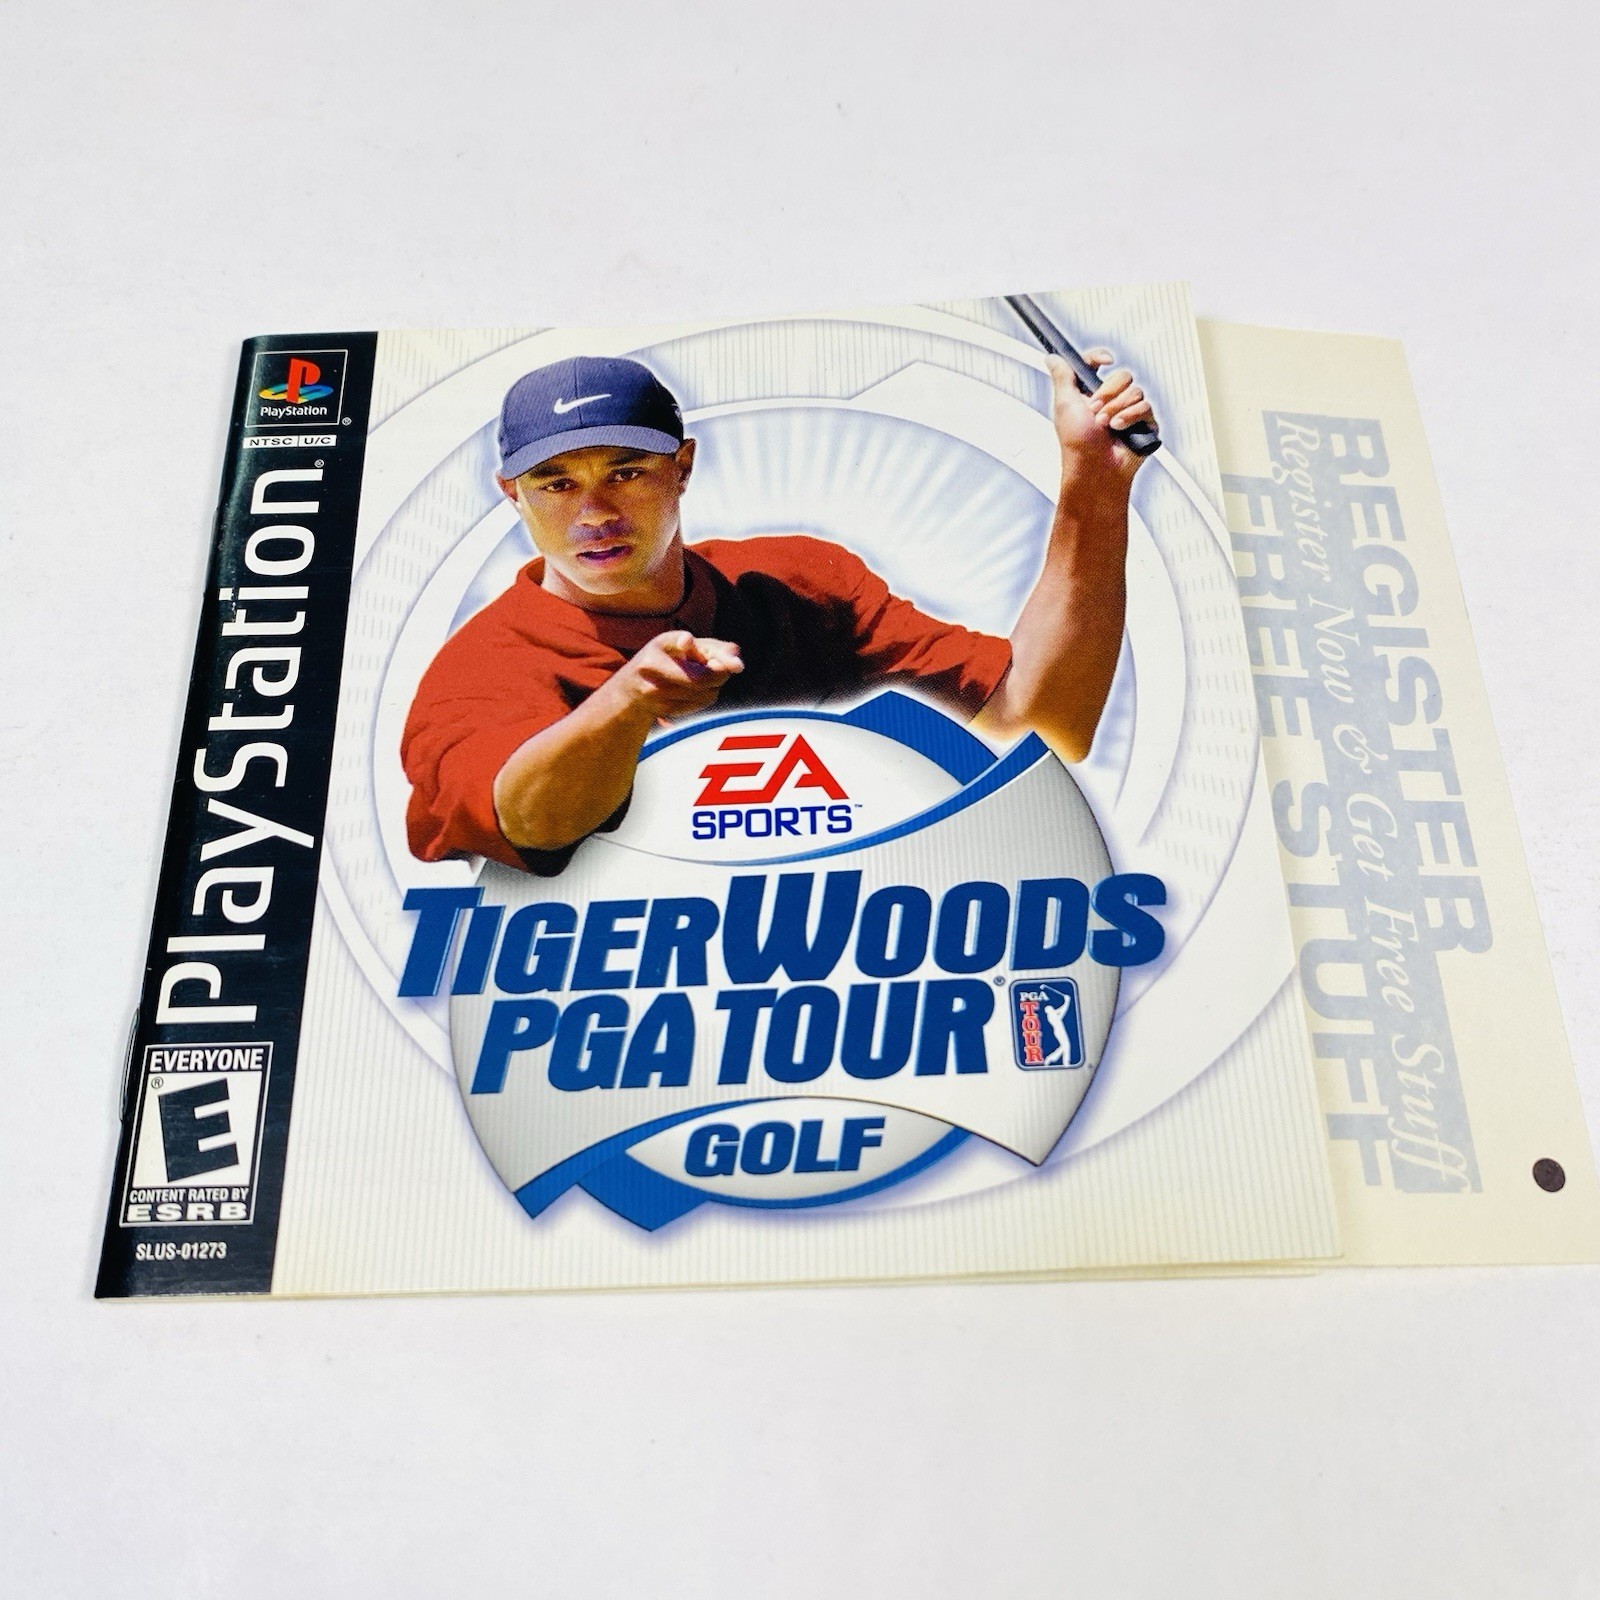 PlayStation
®
NTSC U/C
PlayStation®
EVERYONE
E
®
CONTENT RATED BY
ESRB
SLUS-01273
EA
SPORTS™
TIGER WOODS
PGA TOUR®
PGA
TOUR
GOLF
REGISTER
Register Now & Get Free Stuff
FREE STUFF